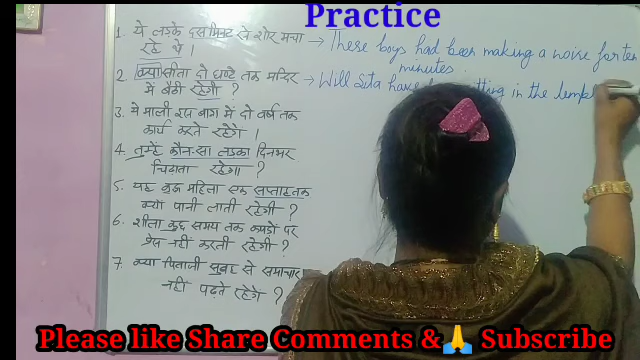 Practice
1. ये लड़के दस मिनट से शोर मचा
रहे थे। → These boys had been making a noise for ten
minutes.
2. क्या सीता दो घण्टे तक मन्दिर
में बैठी रहेगी ? → Will Sita have sitting in the temple
3. ये माली इस बाग में दो वर्ष तक
कार्य करते रहेंगे ।
4. तुम्हें कौन-सा लड़का दिनभर
चिढ़ाता रहेगा ?
5. यह वृद्ध महिला एक सप्ताह तक
क्या पानी लाती रहेगी ?
6. शीला कुछ समय तक कपड़ों पर
प्रेस नहीं करती रहेगी ?
7. क्या पिताजी सुबह से समाचार
नहीं पढ़ते रहेंगे ?
Please like Share Comments &🙏 Subscribe